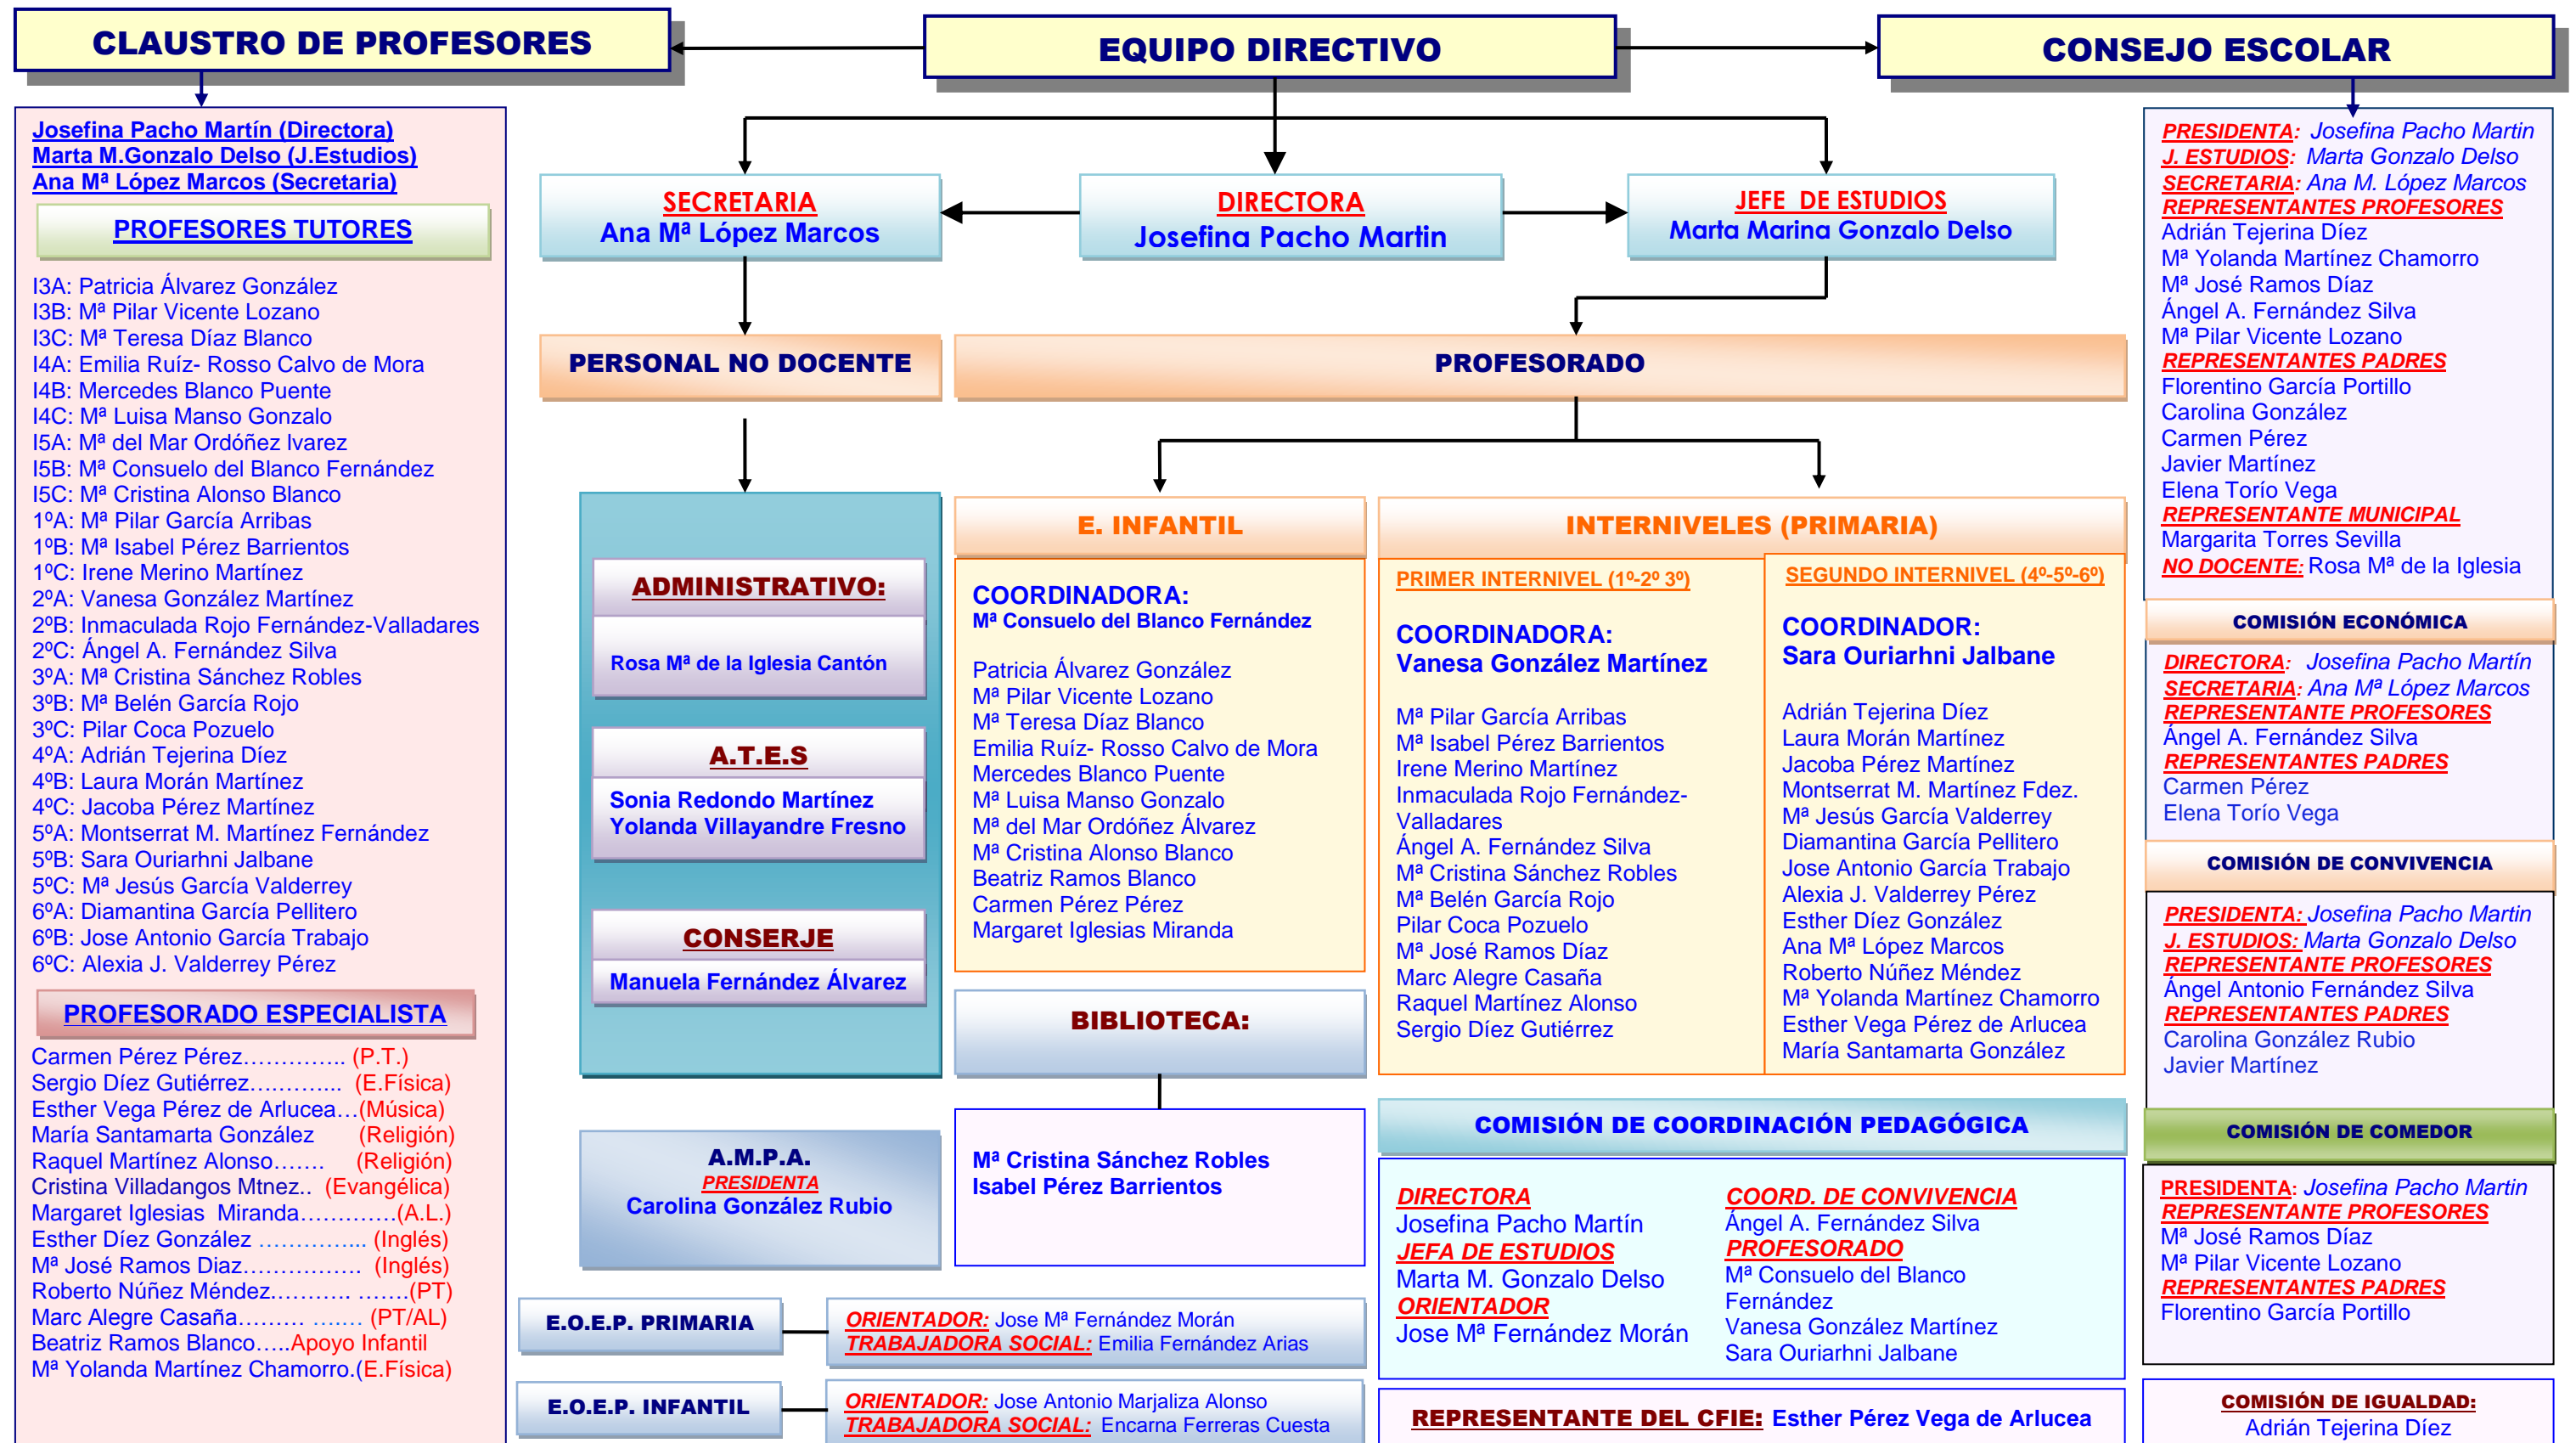 CLAUSTRO DE PROFESORES
EQUIPO DIRECTIVO
CONSEJO ESCOLAR
Josefina Pacho Martín (Directora)
Marta M.Gonzalo Delso (J.Estudios)
Ana Mª López Marcos (Secretaria)
PROFESORES TUTORES
I3A: Patricia Álvarez González
I3B: Mª Pilar Vicente Lozano
I3C: Mª Teresa Díaz Blanco
I4A: Emilia Ruíz- Rosso Calvo de Mora
I4B: Mercedes Blanco Puente
I4C: Mª Luisa Manso Gonzalo
I5A: Mª del Mar Ordóñez lvarez
I5B: Mª Consuelo del Blanco Fernández
I5C: Mª Cristina Alonso Blanco
1ºA: Mª Pilar García Arribas
1ºB: Mª Isabel Pérez Barrientos
1ºC: Irene Merino Martínez
2ºA: Vanesa González Martínez
2ºB: Inmaculada Rojo Fernández-Valladares
2ºC: Ángel A. Fernández Silva
3ºA: Mª Cristina Sánchez Robles
3ºB: Mª Belén García Rojo
3ºC: Pilar Coca Pozuelo
4ºA: Adrián Tejerina Díez
4ºB: Laura Morán Martínez
4ºC: Jacoba Pérez Martínez
5ºA: Montserrat M. Martínez Fernández
5ºB: Sara Ouriarhni Jalbane
5ºC: Mª Jesús García Valderrey
6ºA: Diamantina García Pellitero
6ºB: Jose Antonio García Trabajo
6ºC: Alexia J. Valderrey Pérez
PROFESORADO ESPECIALISTA
Carmen Pérez Pérez………….. (P.T.)
Sergio Díez Gutiérrez….……... (E.Física)
Esther Vega Pérez de Arlucea…(Música)
María Santamarta González (Religión)
Raquel Martínez Alonso……. (Religión)
Cristina Villadangos Mtnez.. (Evangélica)
Margaret Iglesias Miranda………….(A.L.)
Esther Díez González …………... (Inglés)
Mª José Ramos Diaz……………. (Inglés)
Roberto Núñez Méndez.………. …….(PT)
Marc Alegre Casaña……… ….… (PT/AL)
Beatriz Ramos Blanco…..Apoyo Infantil
Mª Yolanda Martínez Chamorro.(E.Física)
SECRETARIA
Ana Mª López Marcos
DIRECTORA
Josefina Pacho Martin
JEFE DE ESTUDIOS
Marta Marina Gonzalo Delso
PERSONAL NO DOCENTE
PROFESORADO
ADMINISTRATIVO:
Rosa Mª de la Iglesia Cantón
A.T.E.S
Sonia Redondo Martínez
Yolanda Villayandre Fresno
CONSERJE
Manuela Fernández Álvarez
A.M.P.A.
PRESIDENTA
Carolina González Rubio
E. INFANTIL
COORDINADORA:
Mª Consuelo del Blanco Fernández
Patricia Álvarez González
Mª Pilar Vicente Lozano
Mª Teresa Díaz Blanco
Emilia Ruíz- Rosso Calvo de Mora
Mercedes Blanco Puente
Mª Luisa Manso Gonzalo
Mª del Mar Ordóñez Álvarez
Mª Cristina Alonso Blanco
Beatriz Ramos Blanco
Carmen Pérez Pérez
Margaret Iglesias Miranda
BIBLIOTECA:
Mª Cristina Sánchez Robles
Isabel Pérez Barrientos
INTERNIVELES (PRIMARIA)
PRIMER INTERNIVEL (1º-2º 3º)
COORDINADORA:
Vanesa González Martínez
Mª Pilar García Arribas
Mª Isabel Pérez Barrientos
Irene Merino Martínez
Inmaculada Rojo Fernández-
Valladares
Ángel A. Fernández Silva
Mª Cristina Sánchez Robles
Mª Belén García Rojo
Pilar Coca Pozuelo
Mª José Ramos Díaz
Marc Alegre Casaña
Raquel Martínez Alonso
Sergio Díez Gutiérrez
SEGUNDO INTERNIVEL (4º-5º-6º)
COORDINADOR:
Sara Ouriarhni Jalbane
Adrián Tejerina Díez
Laura Morán Martínez
Jacoba Pérez Martínez
Montserrat M. Martínez Fdez.
Mª Jesús García Valderrey
Diamantina García Pellitero
Jose Antonio García Trabajo
Alexia J. Valderrey Pérez
Esther Díez González
Ana Mª López Marcos
Roberto Núñez Méndez
Mª Yolanda Martínez Chamorro
Esther Vega Pérez de Arlucea
María Santamarta González
COMISIÓN DE COORDINACIÓN PEDAGÓGICA
DIRECTORA
Josefina Pacho Martín
JEFA DE ESTUDIOS
Marta M. Gonzalo Delso
ORIENTADOR
Jose Mª Fernández Morán
COORD. DE CONVIVENCIA
Ángel A. Fernández Silva
PROFESORADO
Mª Consuelo del Blanco
Fernández
Vanesa González Martínez
Sara Ouriarhni Jalbane
E.O.E.P. PRIMARIA
ORIENTADOR: Jose Mª Fernández Morán
TRABAJADORA SOCIAL: Emilia Fernández Arias
E.O.E.P. INFANTIL
ORIENTADOR: Jose Antonio Marjaliza Alonso
TRABAJADORA SOCIAL: Encarna Ferreras Cuesta
REPRESENTANTE DEL CFIE: Esther Pérez Vega de Arlucea
PRESIDENTA: Josefina Pacho Martin
J. ESTUDIOS: Marta Gonzalo Delso
SECRETARIA: Ana M. López Marcos
REPRESENTANTES PROFESORES
Adrián Tejerina Díez
Mª Yolanda Martínez Chamorro
Mª José Ramos Díaz
Ángel A. Fernández Silva
Mª Pilar Vicente Lozano
REPRESENTANTES PADRES
Florentino García Portillo
Carolina González
Carmen Pérez
Javier Martínez
Elena Torío Vega
REPRESENTANTE MUNICIPAL
Margarita Torres Sevilla
NO DOCENTE: Rosa Mª de la Iglesia
COMISIÓN ECONÓMICA
DIRECTORA: Josefina Pacho Martín
SECRETARIA: Ana Mª López Marcos
REPRESENTANTE PROFESORES
Ángel A. Fernández Silva
REPRESENTANTES PADRES
Carmen Pérez
Elena Torío Vega
COMISIÓN DE CONVIVENCIA
PRESIDENTA: Josefina Pacho Martin
J. ESTUDIOS: Marta Gonzalo Delso
REPRESENTANTE PROFESORES
Ángel Antonio Fernández Silva
REPRESENTANTES PADRES
Carolina González Rubio
Javier Martínez
COMISIÓN DE COMEDOR
PRESIDENTA: Josefina Pacho Martin
REPRESENTANTE PROFESORES
Mª José Ramos Díaz
Mª Pilar Vicente Lozano
REPRESENTANTES PADRES
Florentino García Portillo
COMISIÓN DE IGUALDAD:
Adrián Tejerina Díez